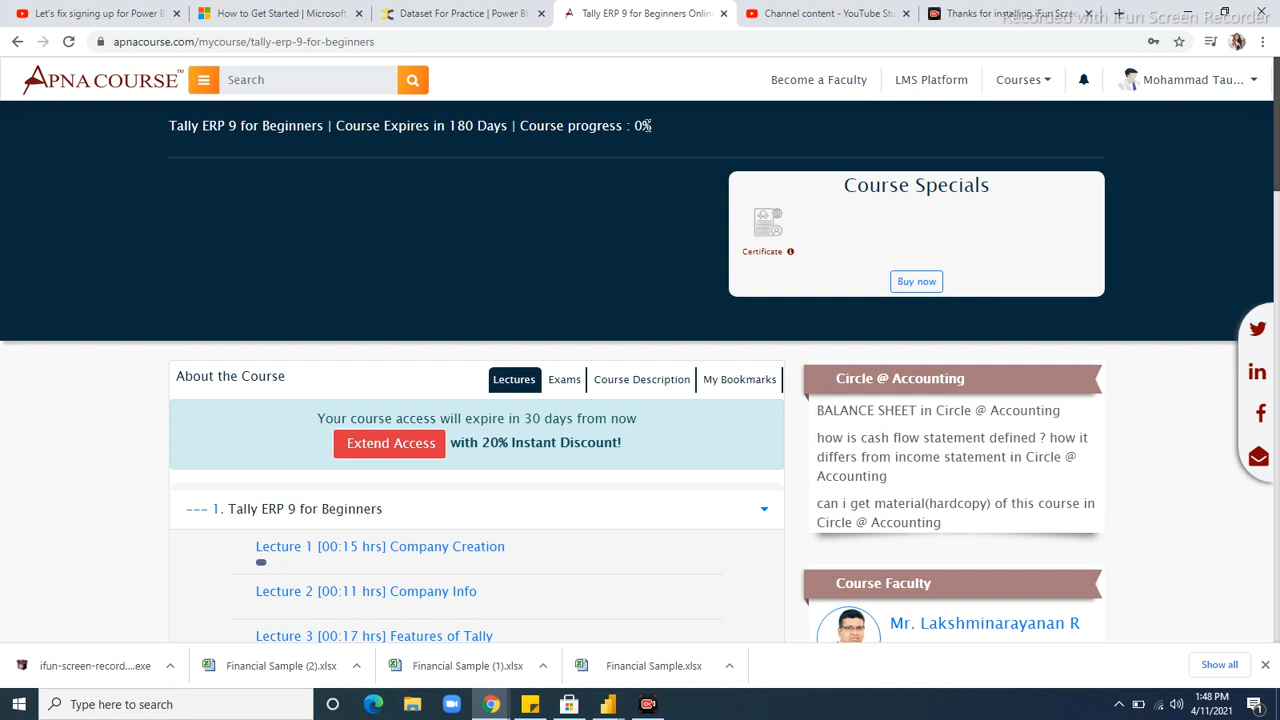 Let's fix signing up for Power B
How to Go Get Started | Microsoft
Dataset For Excel, Power BI
Tally ERP 9 for Beginners Onlin
Channel content - YouTube Stu
Thanks for installing iFun Scree
Recorded with iFun Screen Recorder
apnacourse.com/mycourse/tally-erp-9-for-beginners
APNA COURSE™
Search
Become a Faculty
LMS Platform
Courses
Mohammad Tau...
Tally ERP 9 for Beginners | Course Expires in 180 Days | Course progress : 0%
Course Specials
Certificate
Buy now
About the Course
Lectures
Exams
Course Description
My Bookmarks
Your course access will expire in 30 days from now
Extend Access with 20% Instant Discount!
--- 1. Tally ERP 9 for Beginners
Lecture 1 [00:15 hrs] Company Creation
Lecture 2 [00:11 hrs] Company Info
Lecture 3 [00:17 hrs] Features of Tally
Circle @ Accounting
BALANCE SHEET in Circle @ Accounting
how is cash flow statement defined ? how it
differs from income statement in Circle @
Accounting
can i get material(hardcopy) of this course in
Circle @ Accounting
Course Faculty
Mr. Lakshminarayanan R
ifun-screen-record....exe
Financial Sample (2).xlsx
Financial Sample (1).xlsx
Financial Sample.xlsx
Show all
Type here to search
1:48 PM
4/11/2021